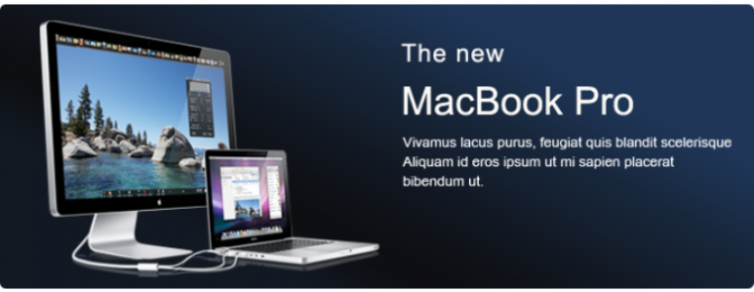 The new
MacBook Pro
Vivamus lacus purus, feugiat quis blandit scelerisque
Aliquam id eros ipsum ut mi sapien placerat
bibendum ut.